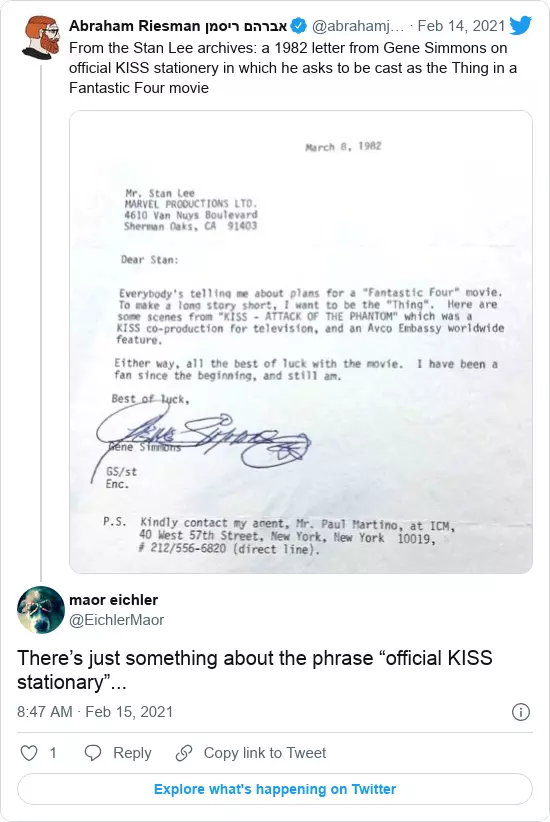 Abraham Riesman אברהם ריסמן @abrahamj... · Feb 14, 2021
From the Stan Lee archives: a 1982 letter from Gene Simmons on
official KISS stationery in which he asks to be cast as the Thing in a
Fantastic Four movie
March 8, 1982
Mr. Stan Lee
MARVEL PRODUCTIONS LTD.
4610 Van Nuys Boulevard
Sherman Oaks, CA 91403
Dear Stan:
Everybody's telling me about plans for a "Fantastic Four" movie.
To make a long story short, I want to be the "Thing". Here are
some scenes from "KISS - ATTACK OF THE PHANTOM" which was a
KISS co-production for television, and an Avco Embassy worldwide
feature.
Either way, all the best of luck with the movie. I have been a
fan since the beginning, and still am.
Best of luck,
Gene Simmons
Gene Simmons
GS/st
Enc.
P.S. Kindly contact my agent, Mr. Paul Martino, at ICM,
40 West 57th Street, New York, New York 10019,
# 212/556-6820 (direct line).
maor eichler
@EichlerMaor
There's just something about the phrase “official KISS
stationary”...
8:47 AM · Feb 15, 2021
1 Reply Copy link to Tweet
Explore what's happening on Twitter